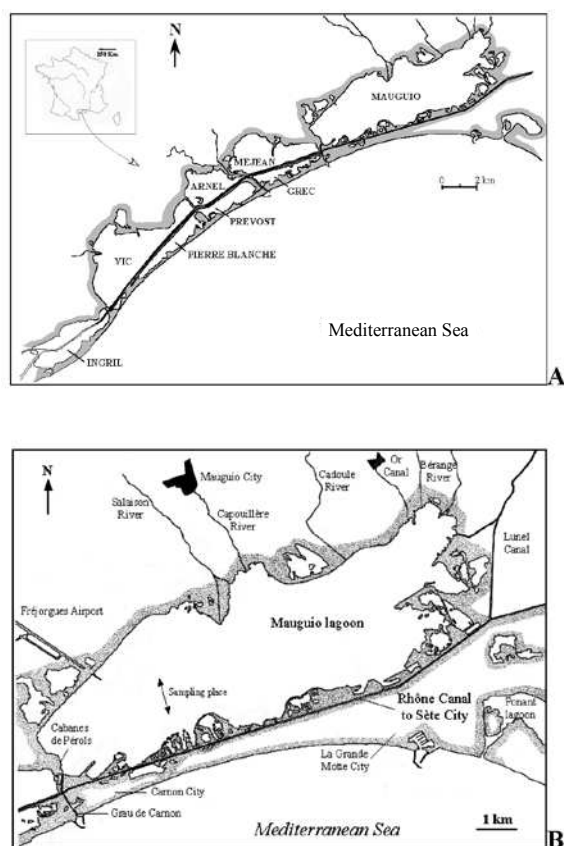 N
150 Km
MAUGUIO
MEJEAN
ARNEL
GREC
0 2 km
PREVOST
VIC
PIERRE BLANCHE
Mediterranean Sea
INGRIL
A
N
Mauguio City
Salaison
River
Capouillère
River
Cadoule
River
Or
Canal
Bérange
River
Lunel
Canal
Fréjorgues Airport
Mauguio lagoon
Sampling place
Rhône Canal
to Sète City
Ponant
lagoon
Cabanes
de Pérols
La Grande
Motte City
Carnon City
Grau de Carnon
1 km
Mediterranean Sea
B